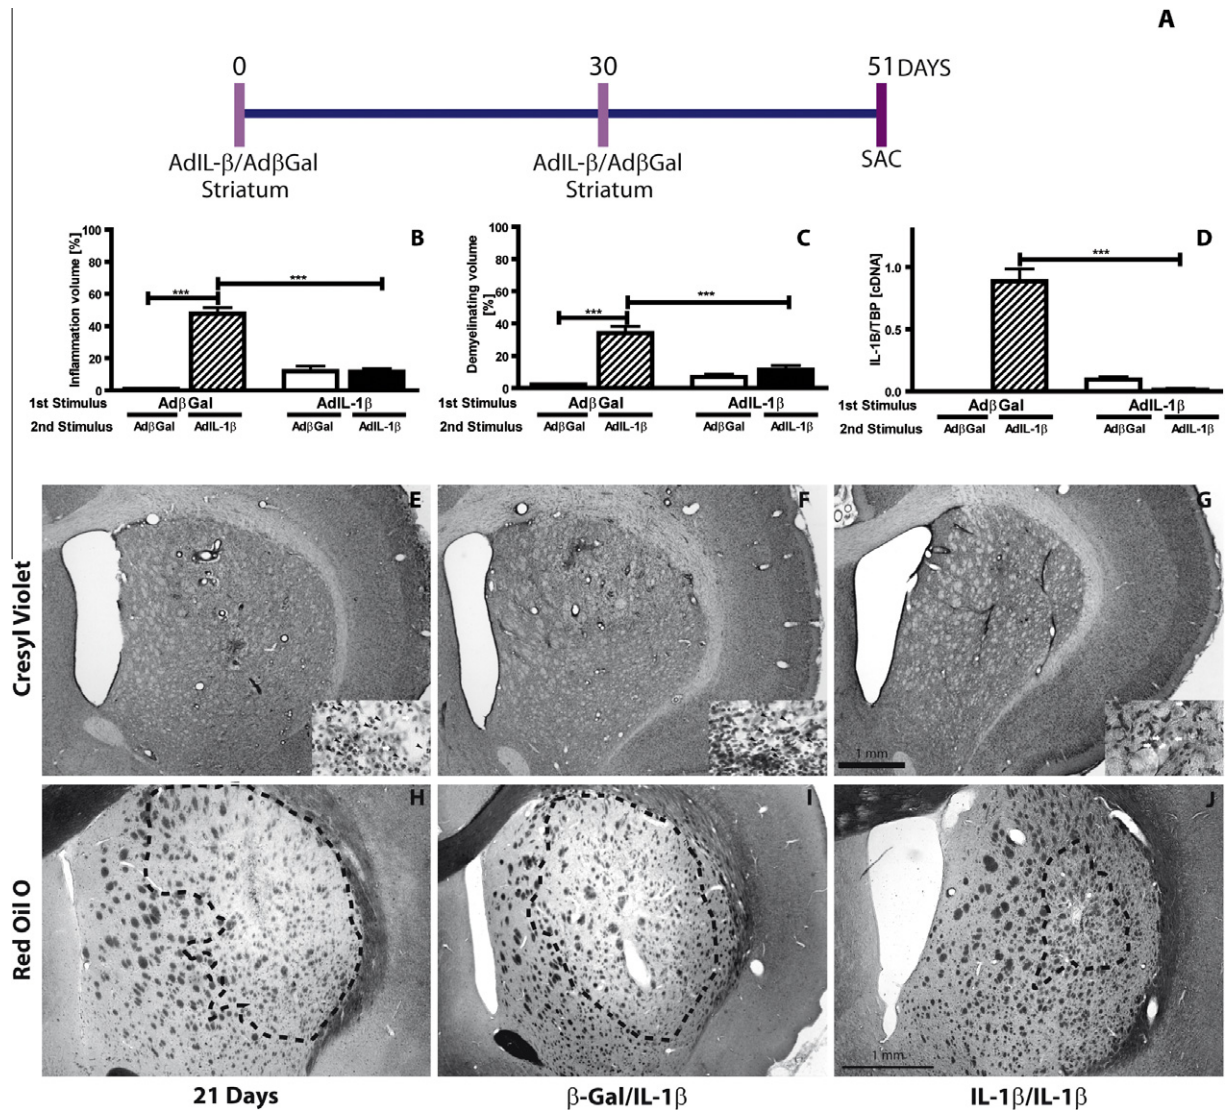 A
0 30 51 DAYS
AdIL-β/AdβGal AdIL-β/AdβGal SAC
Striatum Striatum
B
Inflammation volume [%]
100
80
60
40
20
0
***
***
1st Stimulus AdβGal AdIL-1β
2nd Stimulus AdβGal AdIL-1β AdβGal AdIL-1β
C
Demyelinating volume
[%]
100
80
60
40
20
0
***
***
1st Stimulus AdβGal AdIL-1β
2nd Stimulus AdβGal AdIL-1β AdβGal AdIL-1β
D
IL-1B/TBP [cDNA]
1.0
0.5
0.0
***
1st Stimulus AdβGal AdIL-1β
2nd Stimulus AdβGal AdIL-1β AdβGal AdIL-1β
Cresyl Violet
E
F
G
1 mm
Red Oil O
H
I
J
1 mm
21 Days
β-Gal/IL-1β
IL-1β/IL-1β